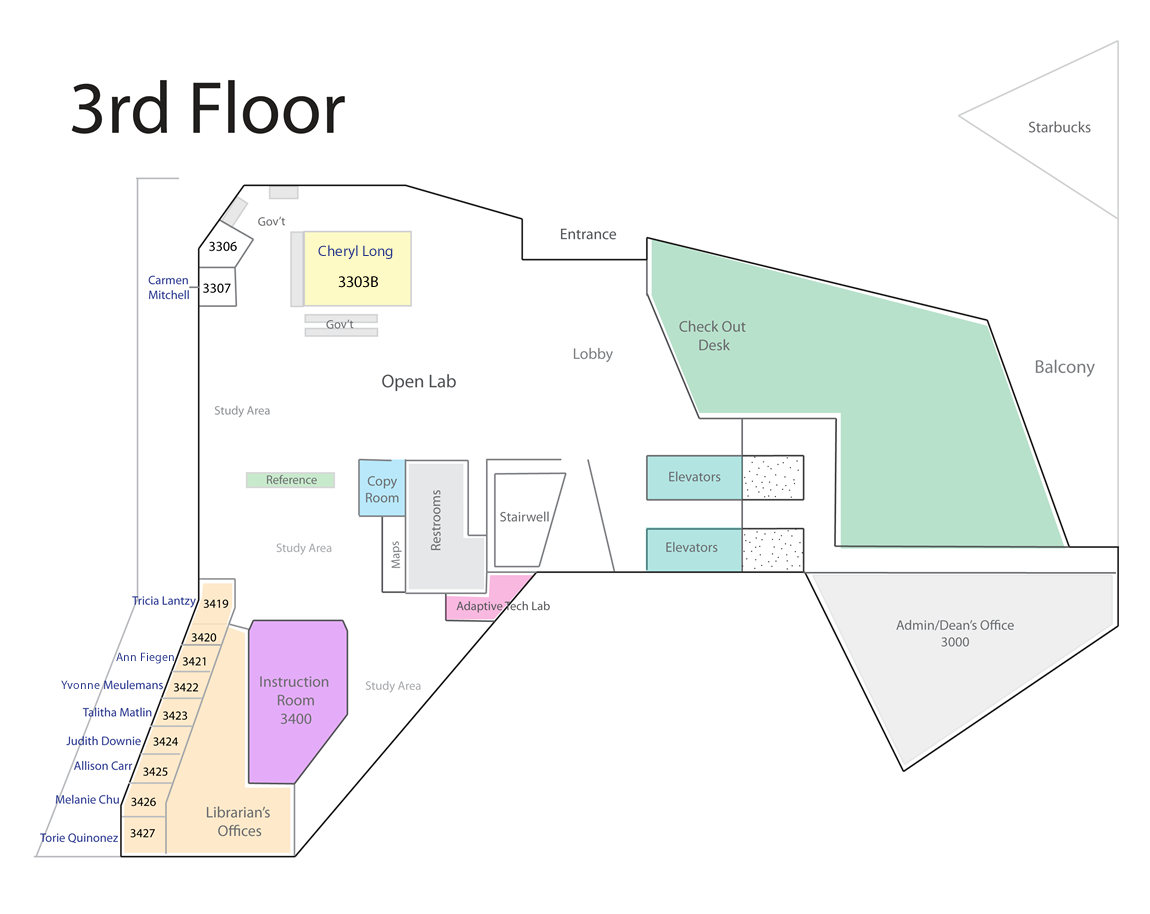 3rd Floor
Starbucks
Gov't
Entrance
3306
Cheryl Long
3303B
Carmen
Mitchell
3307
Gov't
Check Out
Desk
Lobby
Balcony
Open Lab
Study Area
Reference
Copy
Room
Restrooms
Stairwell
Elevators
Study Area
Maps
Elevators
Tricia Lantzy
3419
Adaptive Tech Lab
Admin/Dean's Office
3000
3420
Ann Fiegen
3421
Yvonne Meulemans
3422
Instruction
Room
3400
Study Area
Talitha Matlin
3423
Judith Downie
3424
Allison Carr
3425
Melanie Chu
3426
Librarian's
Offices
Torie Quinonez
3427